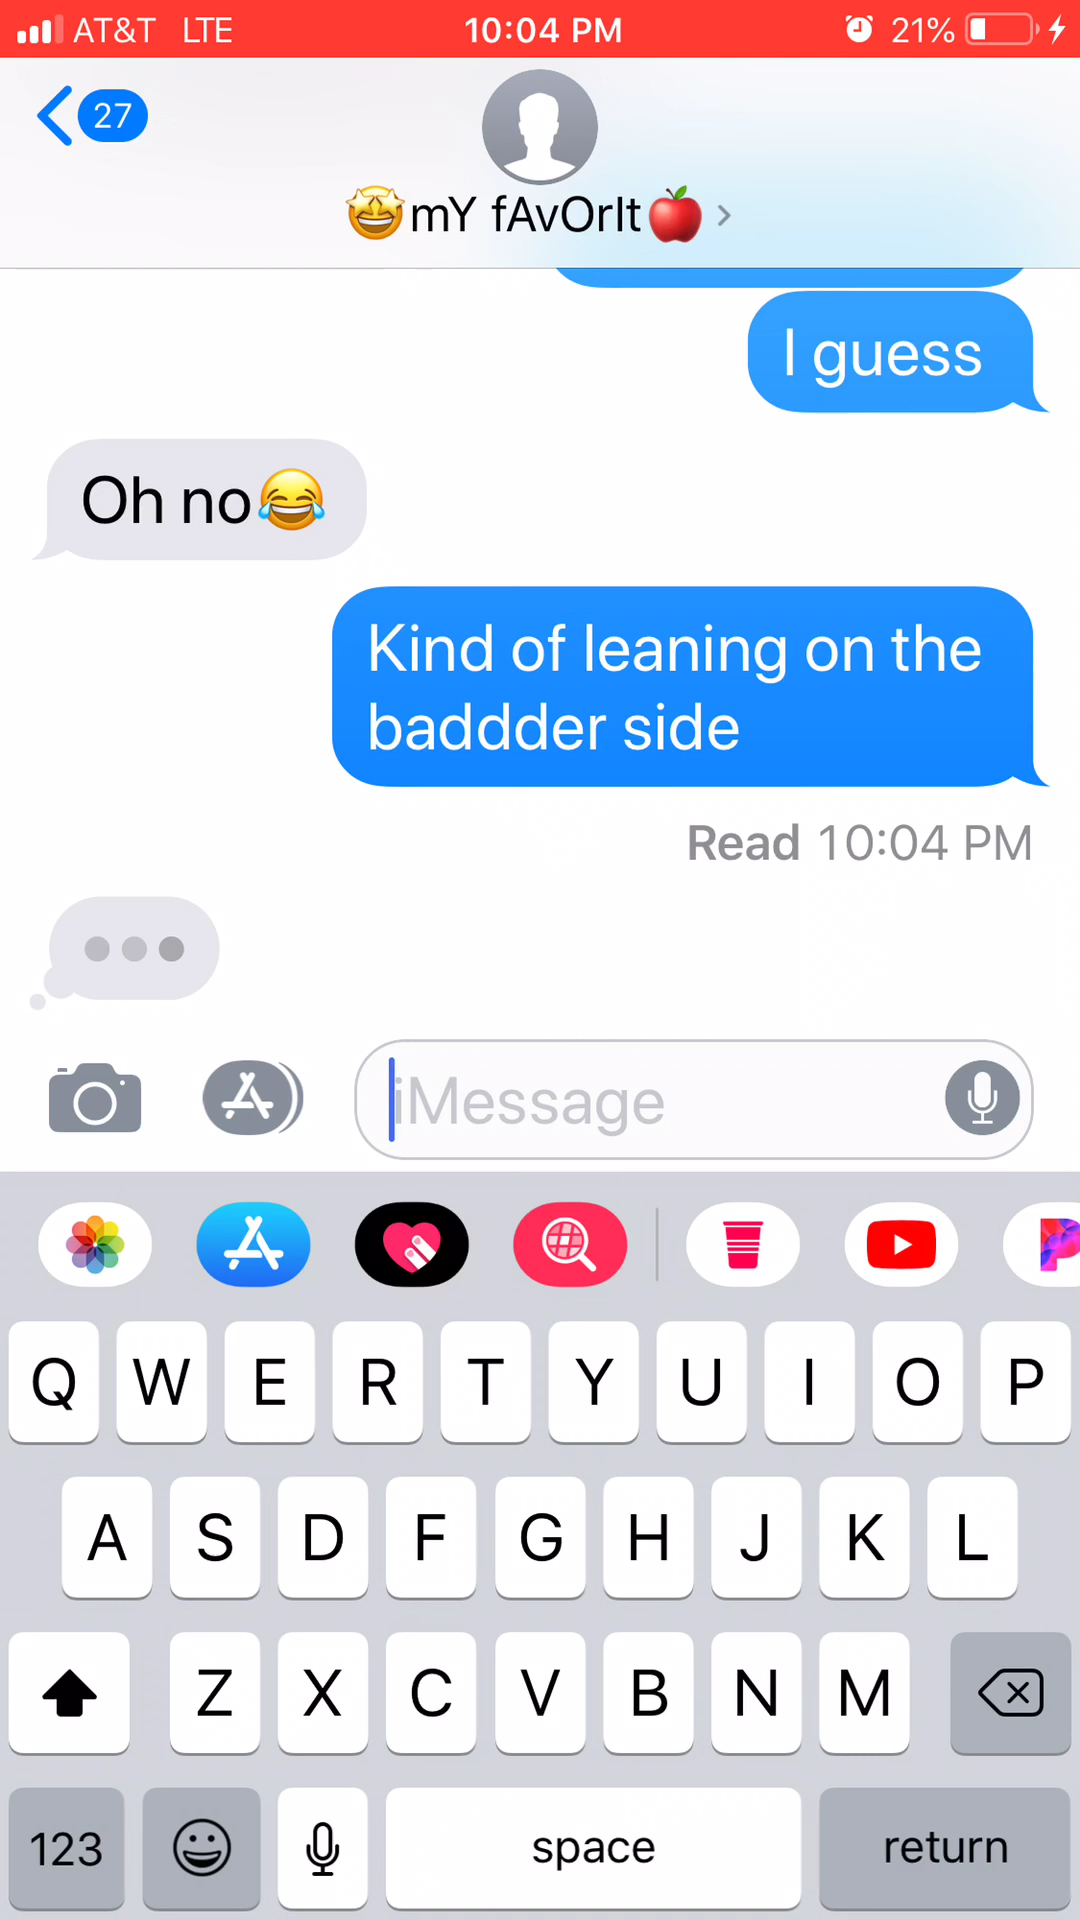 AT&T LTE 10:04 PM 21%
27
🤩mY fAvOrIt🍎
I guess
Oh no😂
Kind of leaning on the
baddder side
Read 10:04 PM
iMessage
Q W E R T Y U I O P
A S D F G H J K L
Z X C V B N M
123 space return